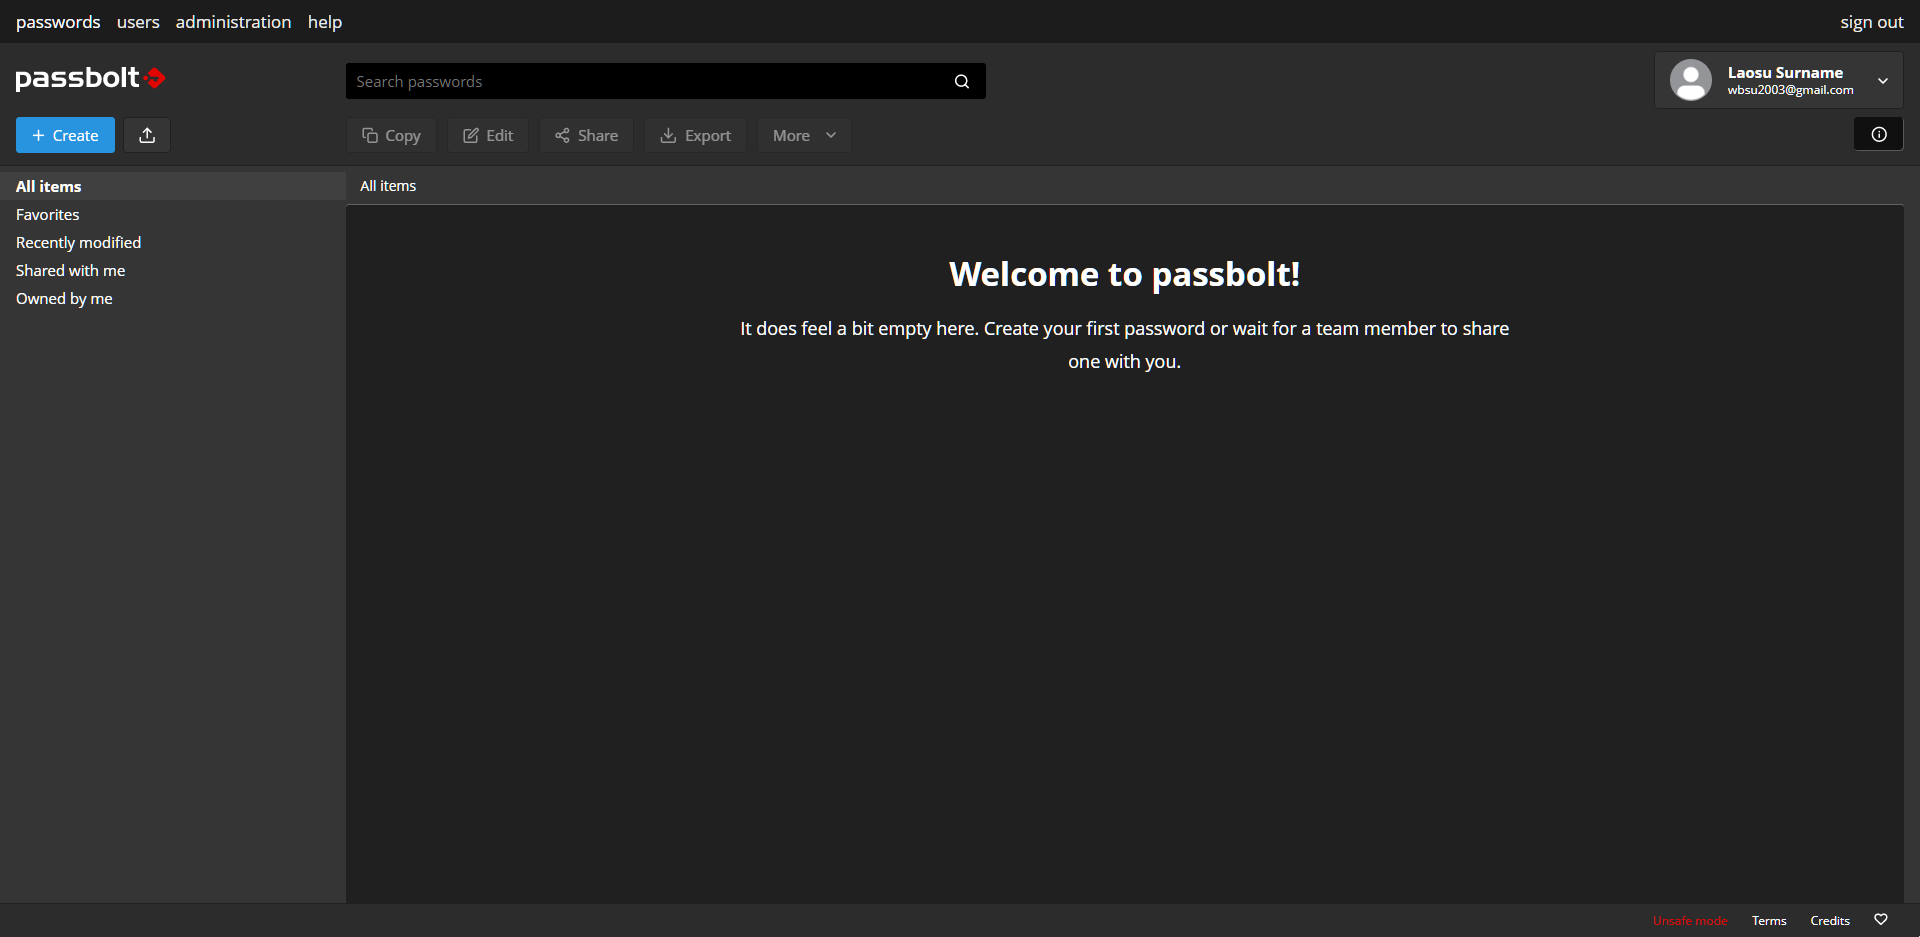 passwords users administration help sign out
passbolt
Search passwords
Laosu Surname
wbsu2003@gmail.com
Create
Copy Edit Share Export More
All items
Favorites
Recently modified
Shared with me
Owned by me
All items
Welcome to passbolt!
It does feel a bit empty here. Create your first password or wait for a team member to share
one with you.
Unsafe mode Terms Credits